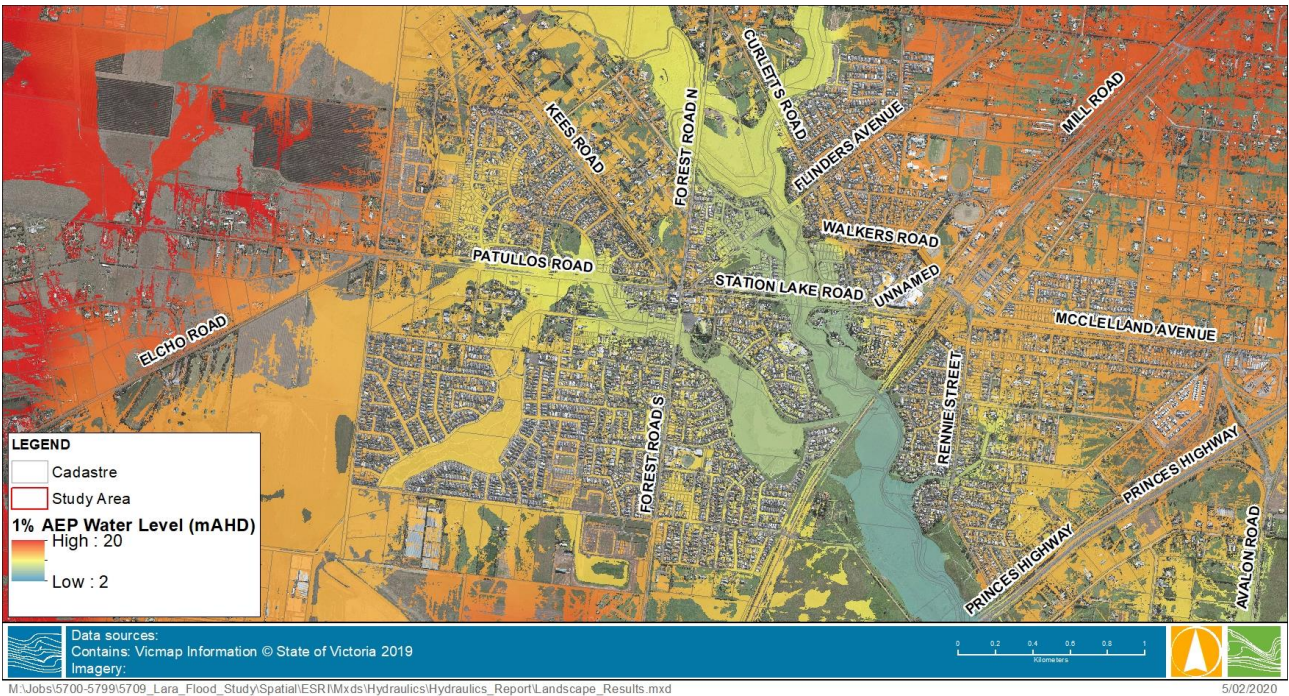 CURLETTS ROAD
MILL ROAD
KEES ROAD
FOREST ROAD N
FLINDERS AVENUE
WALKERS ROAD
PATULLOS ROAD
STATION LAKE ROAD
UNNAMED
MCCLELLAND AVENUE
ELCHO ROAD
RENNIE STREET
FOREST ROAD S
PRINCES HIGHWAY
PRINCES HIGHWAY
AVALON ROAD
LEGEND
Cadastre
Study Area
1% AEP Water Level (mAHD)
High : 20
Low : 2
Data sources:
Contains: Vicmap Information © State of Victoria 2019
Imagery:
0 0.2 0.4 0.6 0.8 1
Kilometers
M:\Jobs\5700-5799\5709_Lara_Flood_Study\Spatial\ESRI\Mxds\Hydraulics\Hydraulics_Report\Landscape_Results.mxd
5/02/2020